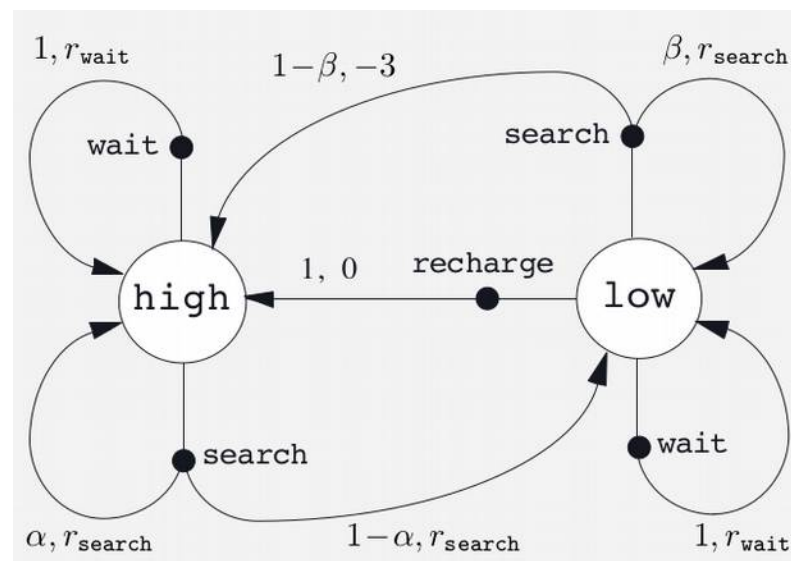 1, r_wait
1−β, −3
β, r_search
wait
search
1, 0
recharge
high
low
search
wait
α, r_search
1−α, r_search
1, r_wait